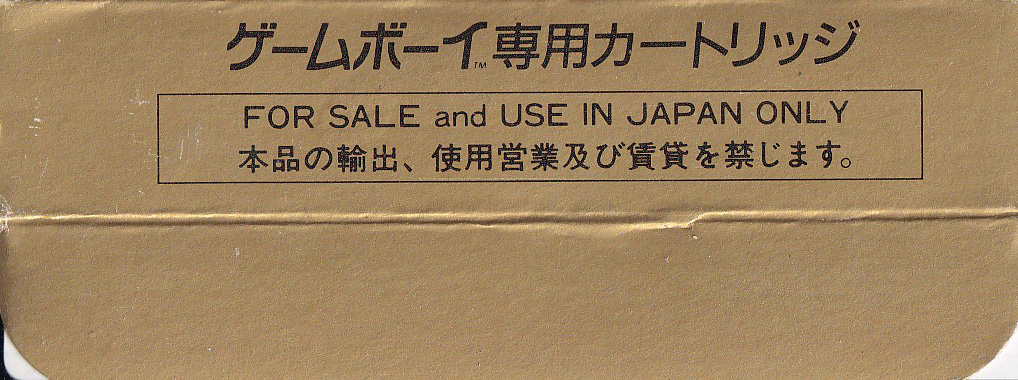 ゲームボーイ™専用カートリッジ
FOR SALE and USE IN JAPAN ONLY
本品の輸出、使用営業及び賃貸を禁じます。